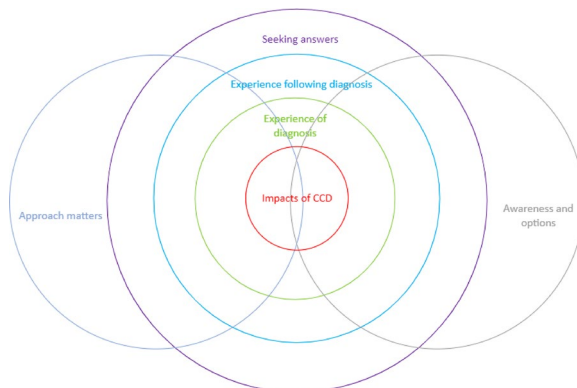 Seeking answers
Experience following diagnosis
Experience of
diagnosis
Impacts of CCD
Approach matters
Awareness and
options